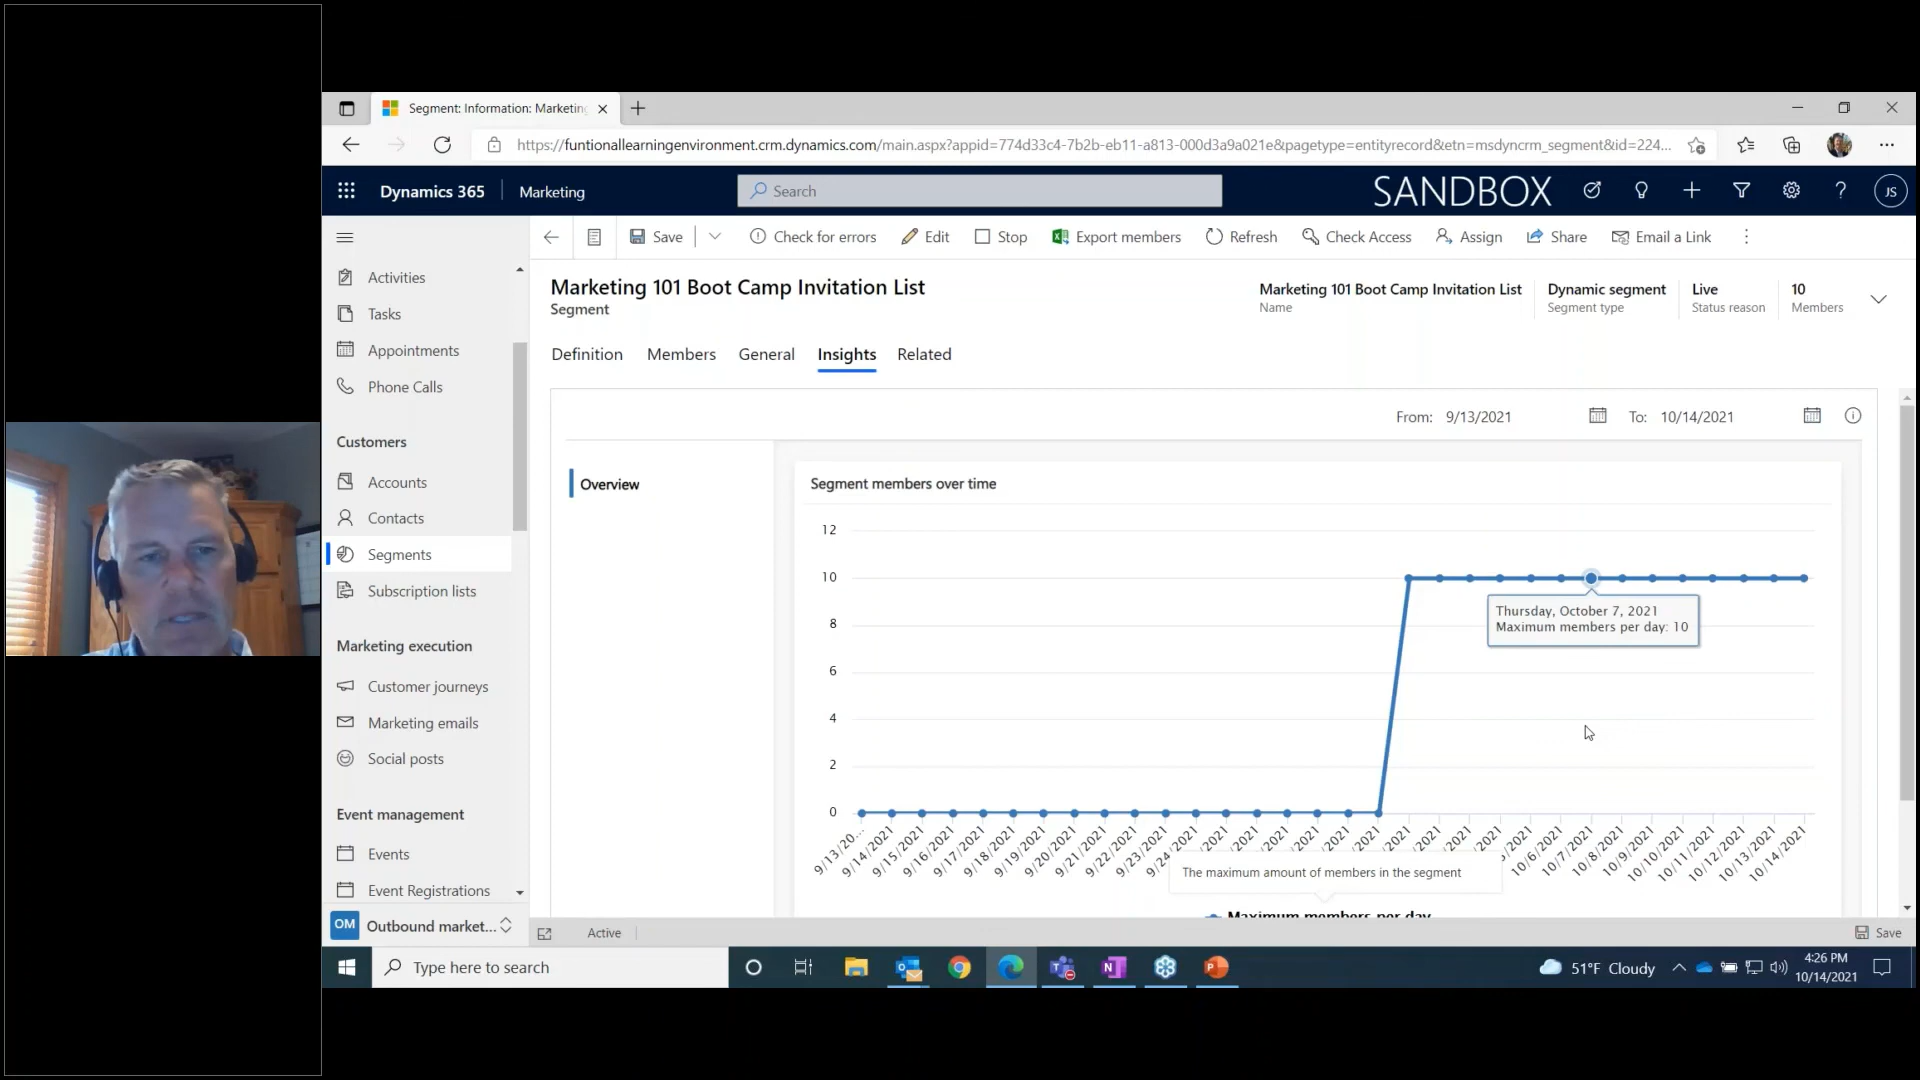 Segment: Information: Marketing
https://funtionallearningenvironment.crm.dynamics.com/main.aspx?appid=774d33c4-7b2b-eb11-a813-000d3a9a021e&pagetype=entityrecord&etn=msdyncrm_segment&id=224...
Dynamics 365 Marketing Search SANDBOX JS
Save Check for errors Edit Stop Export members Refresh Check Access Assign Share Email a Link
Activities
Tasks
Appointments
Phone Calls
Customers
Accounts
Contacts
Segments
Subscription lists
Marketing execution
Customer journeys
Marketing emails
Social posts
Event management
Events
Event Registrations
OM Outbound market...
Marketing 101 Boot Camp Invitation List
Segment
Marketing 101 Boot Camp Invitation List
Name
Dynamic segment
Segment type
Live
Status reason
10
Members
Definition Members General Insights Related
From: 9/13/2021 To: 10/14/2021
Overview
Segment members over time
12
10
8
6
4
2
0
Thursday, October 7, 2021
Maximum members per day: 10
9/13/20... 9/14/2021 9/15/2021 9/16/2021 9/17/2021 9/18/2021 9/19/2021 9/20/2021 9/21/2021 9/22/2021 9/23/2021 9/24/2021 10/6/2021 10/7/2021 10/8/2021 10/9/2021 10/10/2021 10/11/2021 10/12/2021 10/13/2021 10/14/2021
The maximum amount of members in the segment
Maximum members per day
Active Save
Type here to search
51°F Cloudy
4:26 PM
10/14/2021